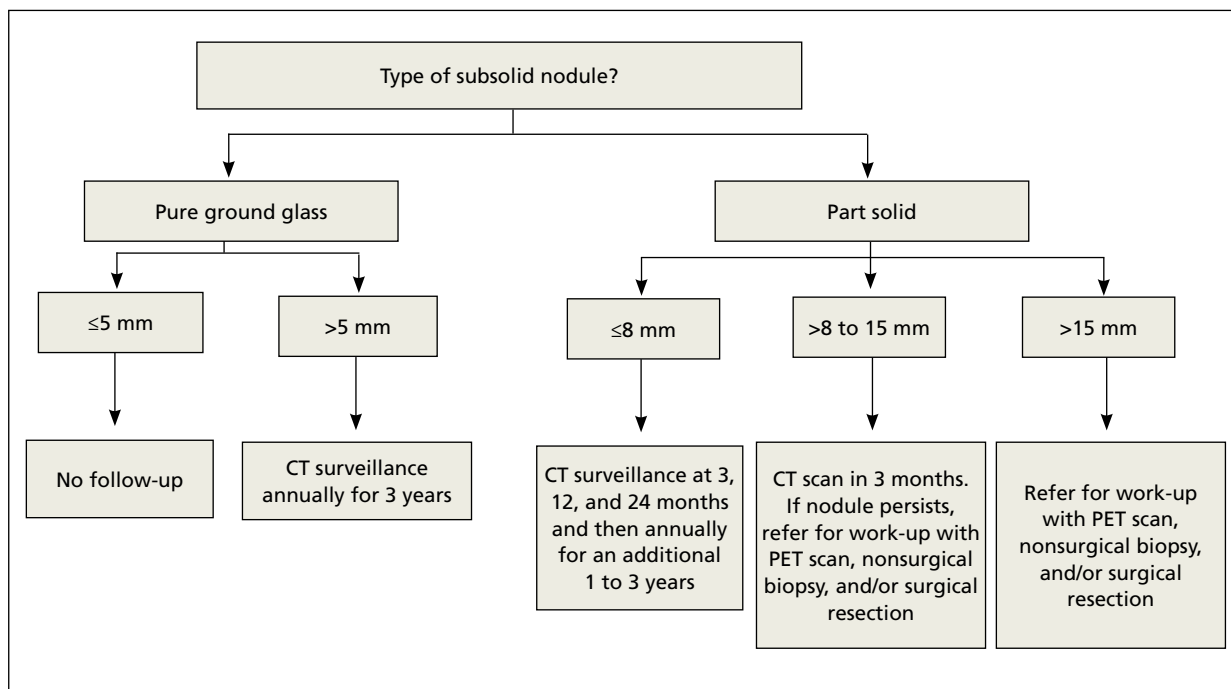 Type of subsolid nodule?
Pure ground glass
Part solid
≤5 mm
>5 mm
≤8 mm
>8 to 15 mm
>15 mm
No follow-up
CT surveillance
annually for 3 years
CT surveillance at 3,
12, and 24 months
and then annually
for an additional
1 to 3 years
CT scan in 3 months.
If nodule persists,
refer for work-up with
PET scan, nonsurgical
biopsy, and/or surgical
resection
Refer for work-up
with PET scan,
nonsurgical biopsy,
and/or surgical
resection